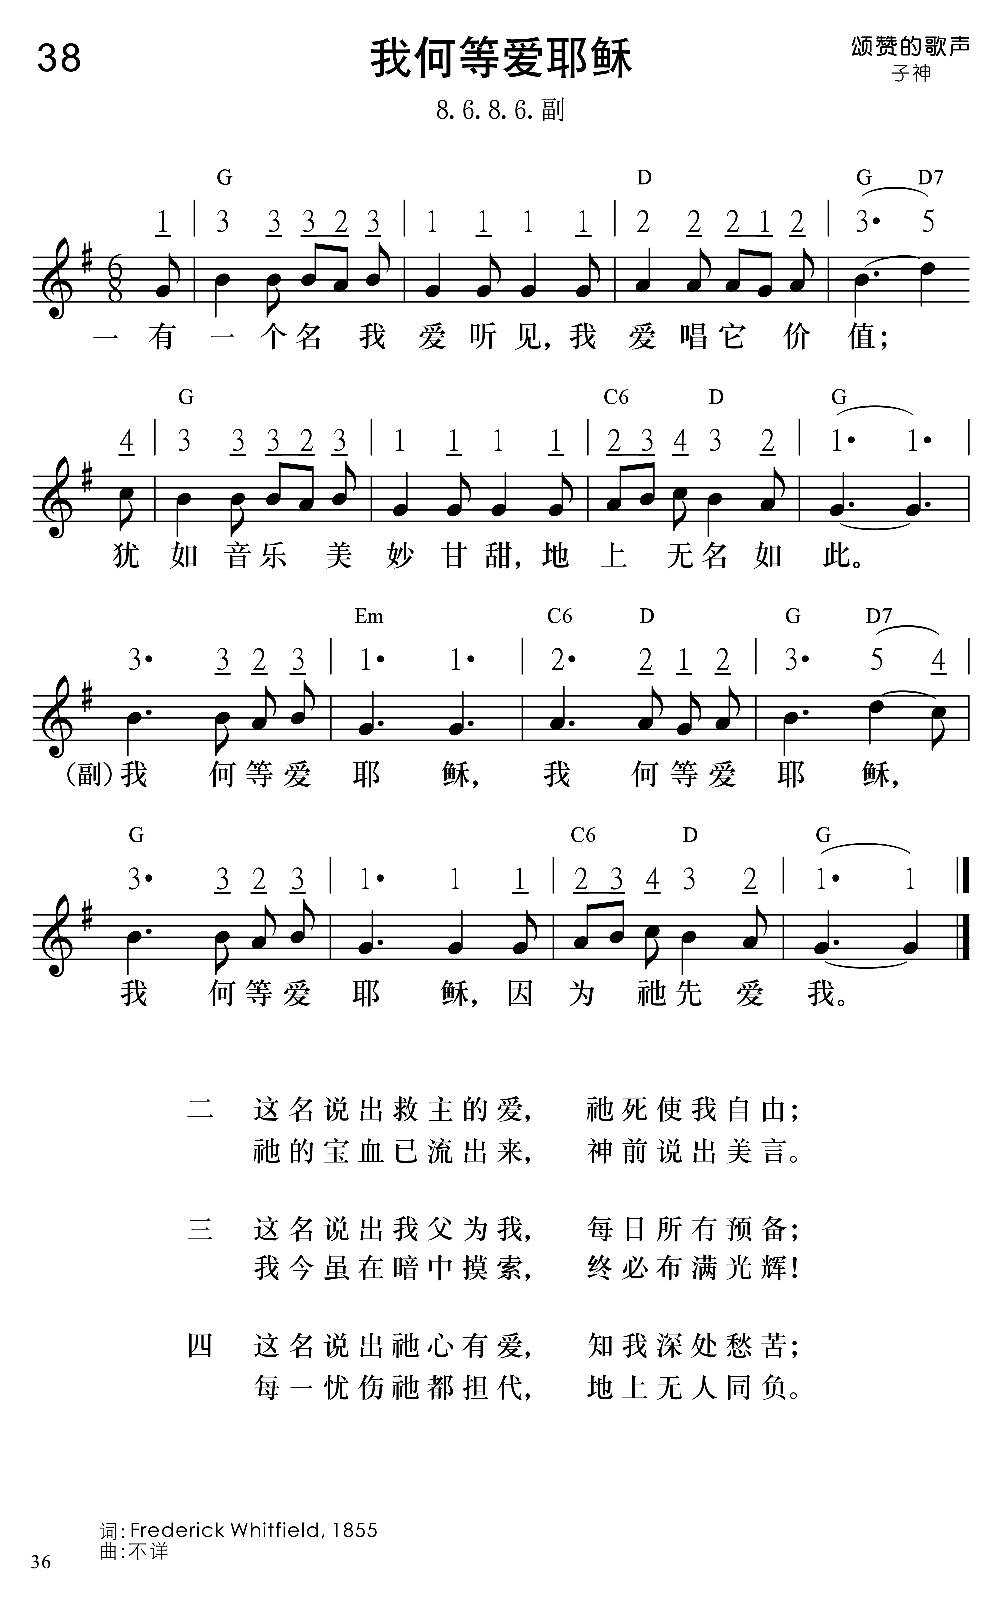 38 我何等爱耶稣 颂赞的歌声
子神
8.6.8.6.副
G D G D7
1 | 3 3 3 2 3 | 1 1 1 1 | 2 2 2 1 2 | 3· 5
6
8
一 有 一 个 名 我 爱 听 见, 我 爱 唱 它 价 值;
G C6 D G
4 | 3 3 3 2 3 | 1 1 1 1 | 2 3 4 3 2 | 1· 1· |
犹 如 音 乐 美 妙 甘 甜, 地 上 无 名 如 此。
Em C6 D G D7
3· 3 2 3 | 1· 1· | 2· 2 1 2 | 3· 5 4 |
(副) 我 何 等 爱 耶 稣, 我 何 等 爱 耶 稣,
G C6 D G
3· 3 2 3 | 1· 1 1 | 2 3 4 3 2 | 1· 1
我 何 等 爱 耶 稣, 因 为 祂 先 爱 我。
二 这名说出救主的爱, 祂死使我自由;
祂的宝血已流出来, 神前说出美言。
三 这名说出我父为我, 每日所有预备;
我今虽在暗中摸索, 终必布满光辉!
四 这名说出祂心有爱, 知我深处愁苦;
每一忧伤祂都担代, 地上无人同负。
词: Frederick Whitfield, 1855
曲: 不详
36